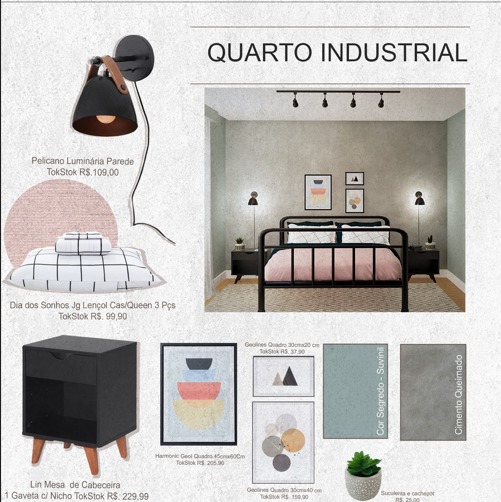 QUARTO INDUSTRIAL
Pelicano Luminária Parede
TokStok R$.109,00
Dia dos Sonhos Jg Lençol Cas/Queen 3 Pçs
TokStok R$. 99,90
Lin Mesa de Cabeceira
1 Gaveta c/ Nicho TokStok R$. 229,99
Harmonic Geol Quadro 45cmx60Cm
TokStok R$. 205,90
Geolines Quadro 30cmx20 cm
TokStok R$. 37,90
Geolines Quadro 30cmx40 cm
TokStok R$. 159,90
Cor Segredo - Suvinil
Cimento Queimado
Suculenta e cachepot
R$. 25,00